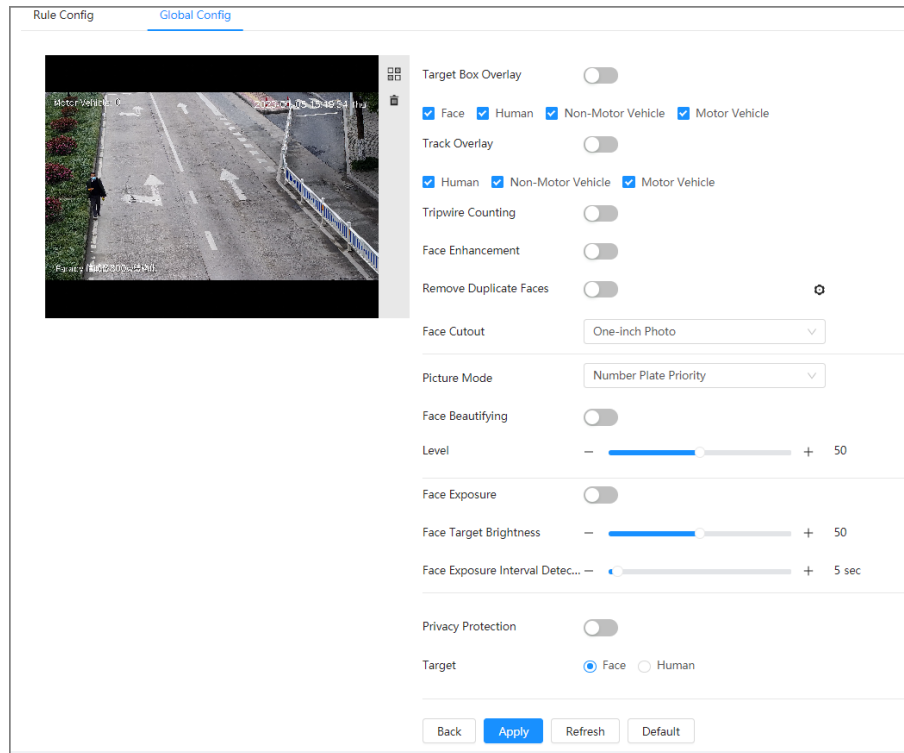 Rule Config Global Config
Motor Vehicle: 0
Target Box Overlay
Face Human Non-Motor Vehicle Motor Vehicle
Track Overlay
Human Non-Motor Vehicle Motor Vehicle
Tripwire Counting
Face Enhancement
Remove Duplicate Faces
Face Cutout One-inch Photo
Picture Mode Number Plate Priority
Face Beautifying
Level 50
Face Exposure
Face Target Brightness 50
Face Exposure Interval Detec... 5 sec
Privacy Protection
Target Face Human
Back Apply Refresh Default